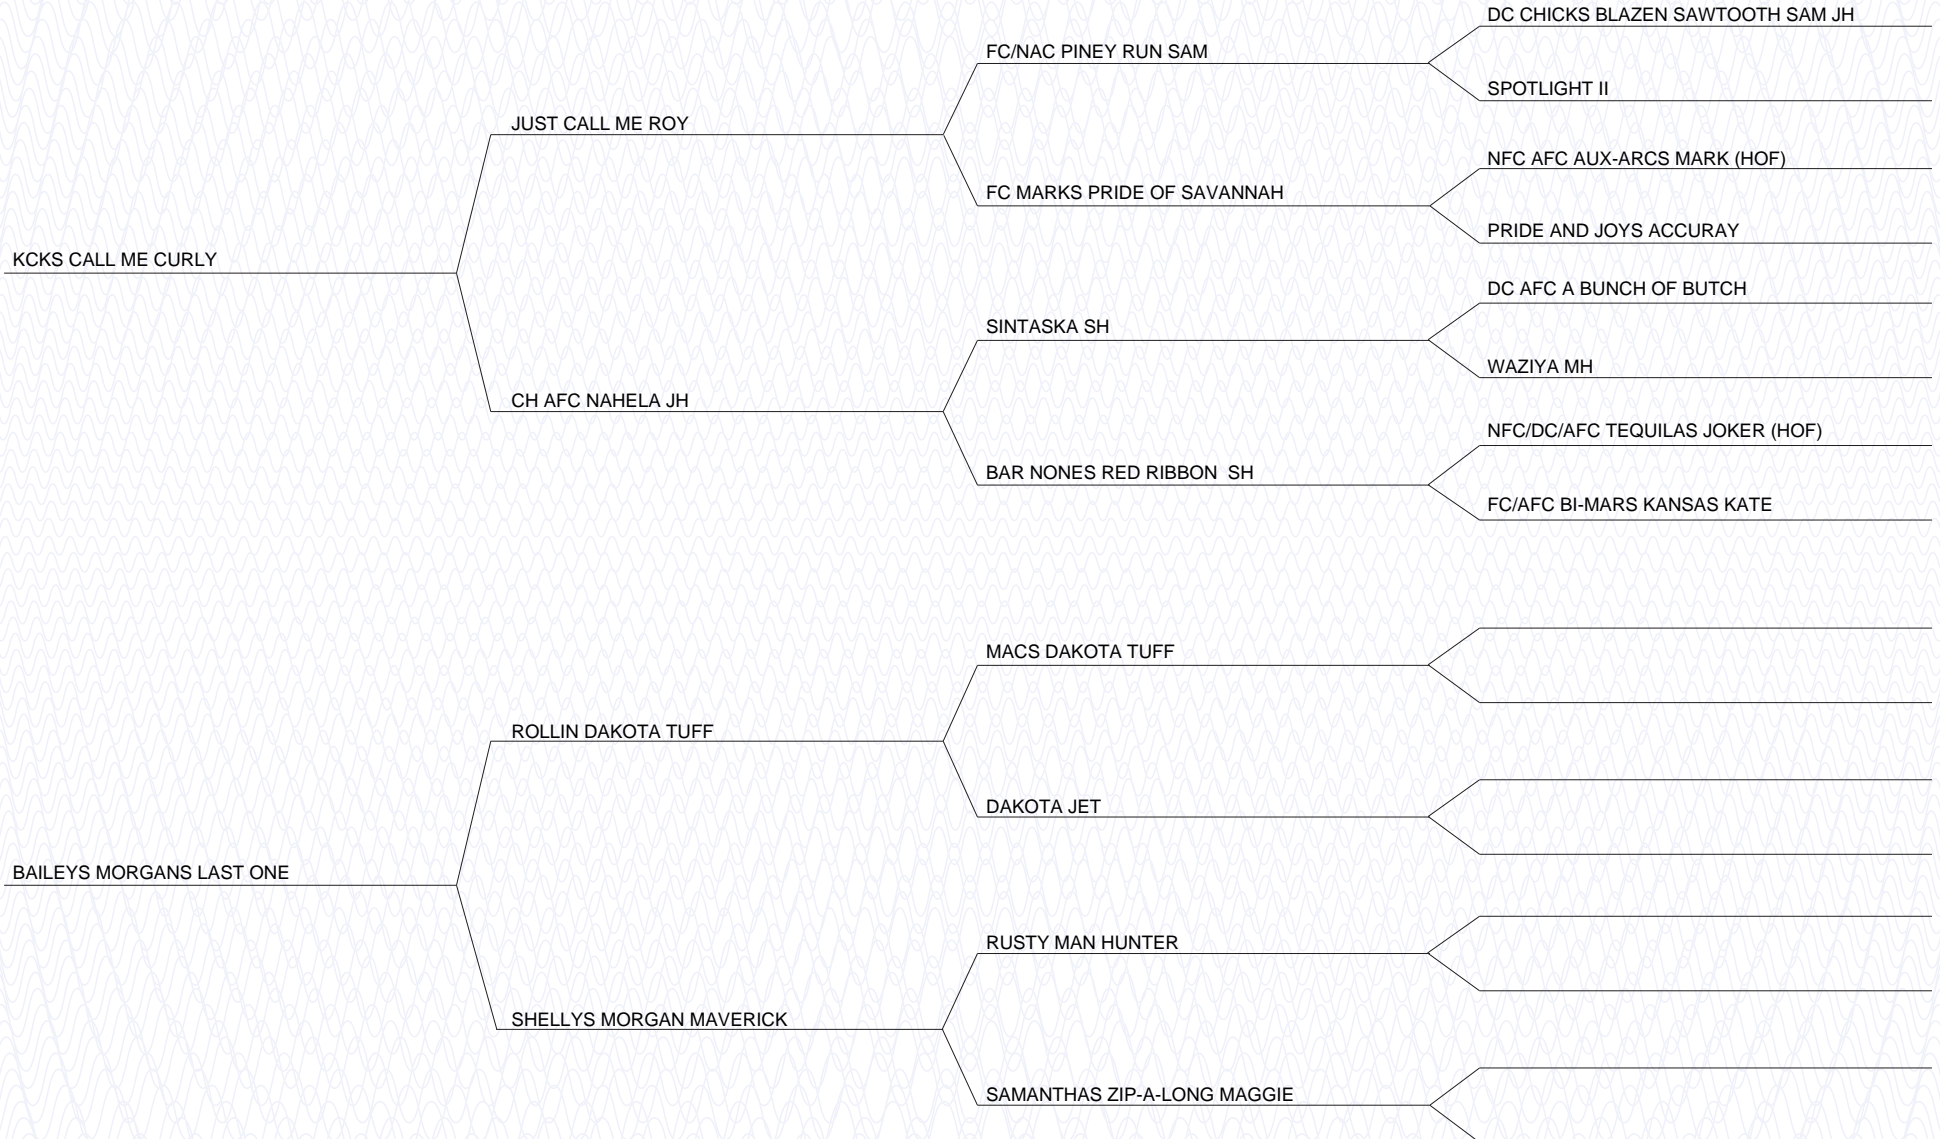 DC CHICKS BLAZEN SAWTOOTH SAM JH
FC/NAC PINEY RUN SAM
SPOTLIGHT II
JUST CALL ME ROY
NFC AFC AUX-ARCS MARK (HOF)
FC MARKS PRIDE OF SAVANNAH
PRIDE AND JOYS ACCURAY
KCKS CALL ME CURLY
DC AFC A BUNCH OF BUTCH
SINTASKA SH
WAZIYA MH
CH AFC NAHELA JH
NFC/DC/AFC TEQUILAS JOKER (HOF)
BAR NONES RED RIBBON  SH
FC/AFC BI-MARS KANSAS KATE
MACS DAKOTA TUFF
ROLLIN DAKOTA TUFF
DAKOTA JET
BAILEYS MORGANS LAST ONE
RUSTY MAN HUNTER
SHELLYS MORGAN MAVERICK
SAMANTHAS ZIP-A-LONG MAGGIE